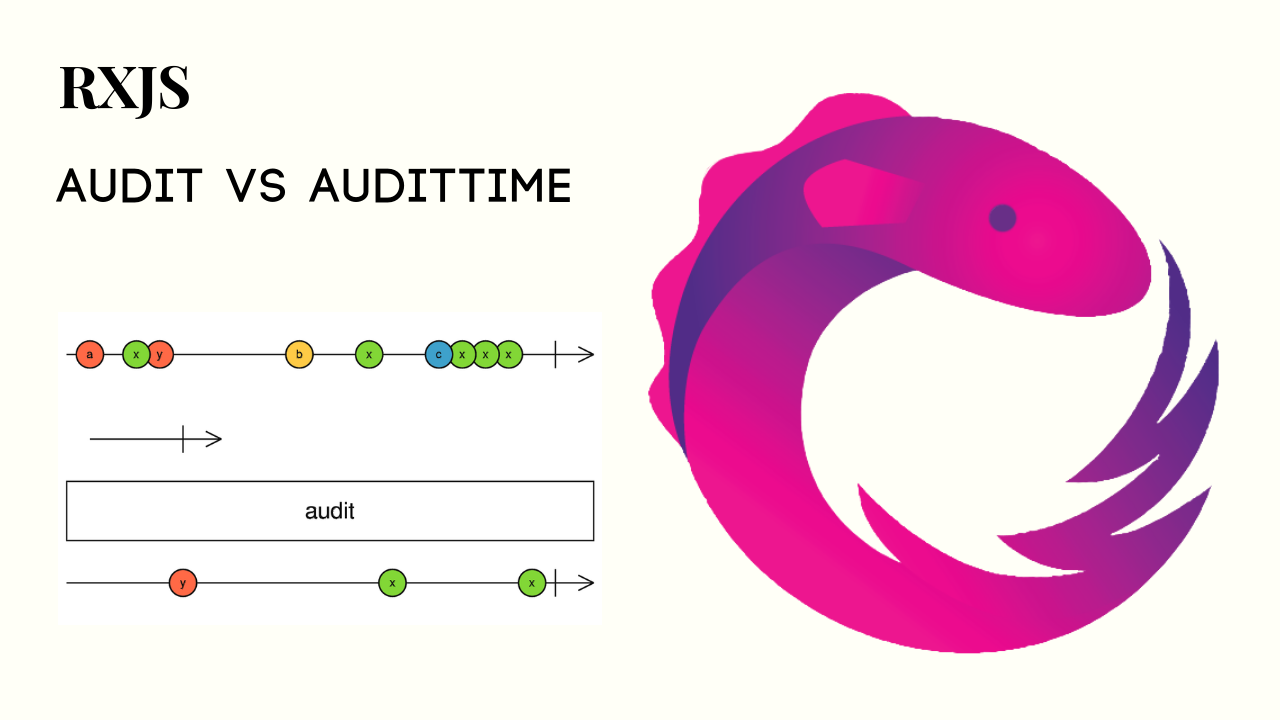 RXJS
AUDIT VS AUDITTIME
a x y b x c x x x
audit
y x x